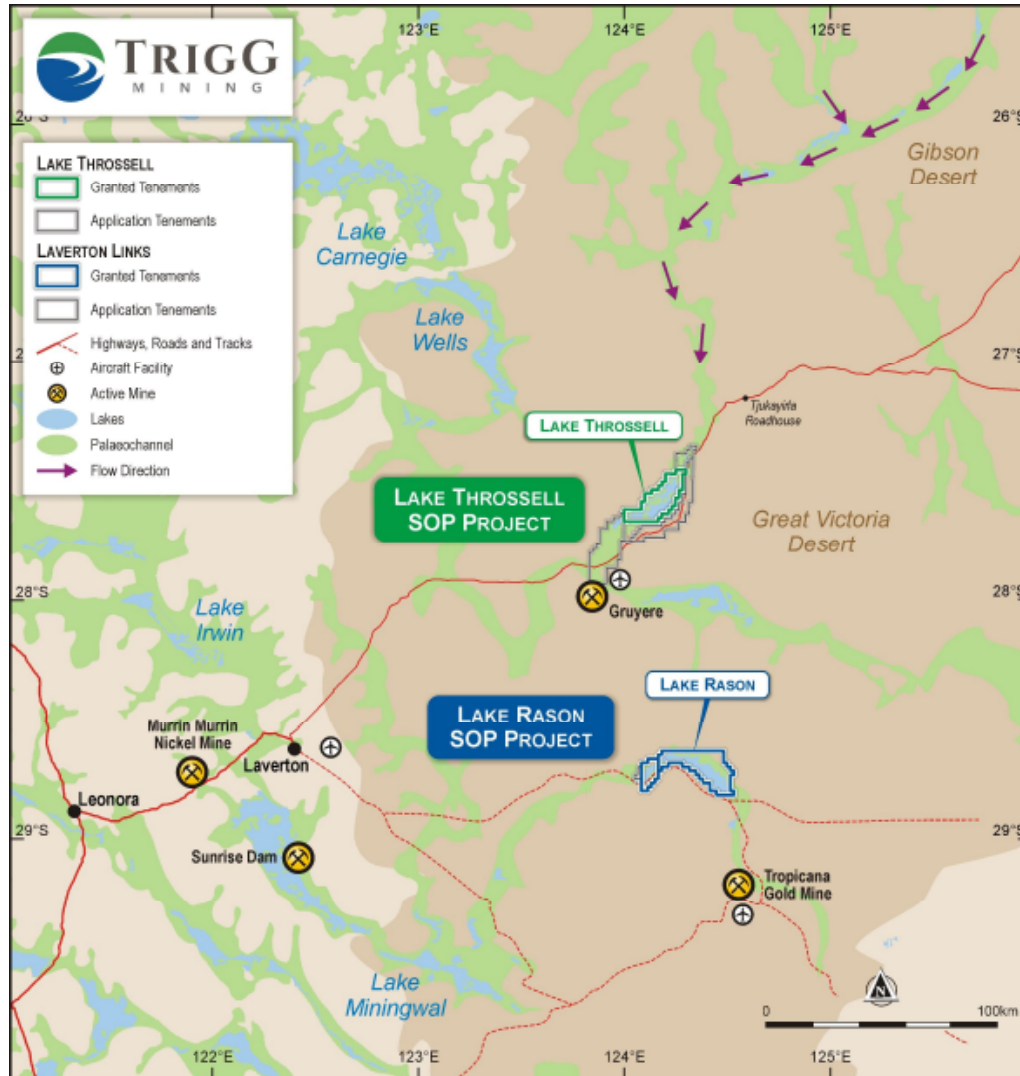 123°E
124°E
125°E
TRIGG
MINING
26°S
26°S
LAKE THROSSELL
Granted Tenements
Application Tenements
LAVERTON LINKS
Granted Tenements
Application Tenements
Highways, Roads and Tracks
Aircraft Facility
Active Mine
Lakes
Palaeochannel
Flow Direction
Gibson
Desert
Lake
Carnegie
Lake
Wells
27°S
Tjukayirla
Roadhouse
LAKE THROSSELL
LAKE THROSSELL
SOP PROJECT
Great Victoria
Desert
28°S
28°S
Gruyere
Lake
Irwin
LAKE RASON
LAKE RASON
SOP PROJECT
Murrin Murrin
Nickel Mine
Laverton
Leonora
29°S
29°S
Sunrise Dam
Tropicana
Gold Mine
Lake
Miningwal
N
0
100km
122°E
123°E
124°E
125°E